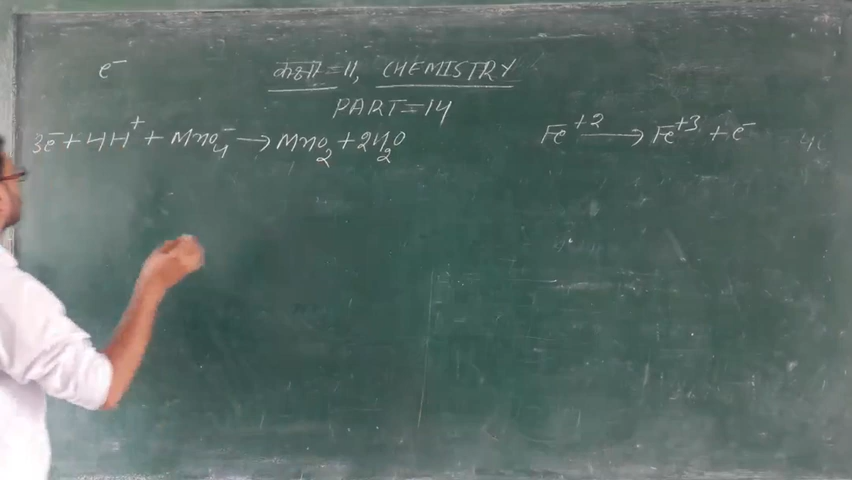 e⁻
कक्षा=11, CHEMISTRY
PART=14
3e⁻+4H⁺+MnO₄⁻→MnO₂+2H₂O
Fe⁺²→Fe⁺³+e⁻